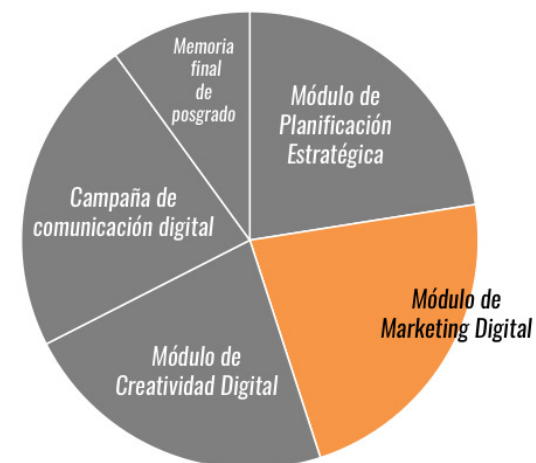 Memoria
final
de
posgrado
Módulo de
Planificación
Estratégica
Campaña de
comunicación digital
Módulo de
Marketing Digital
Módulo de
Creatividad Digital